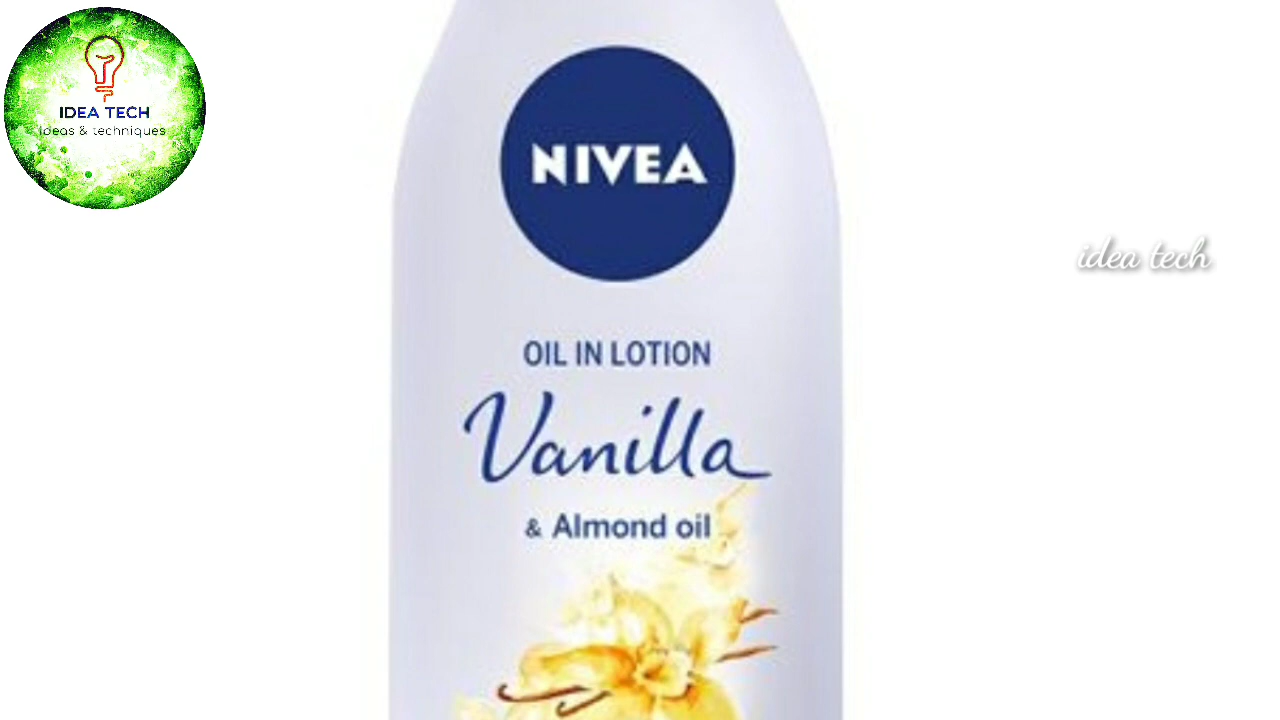 IDEA TECH
ideas & techniques
NIVEA
idea tech
OIL IN LOTION
Vanilla
& Almond oil